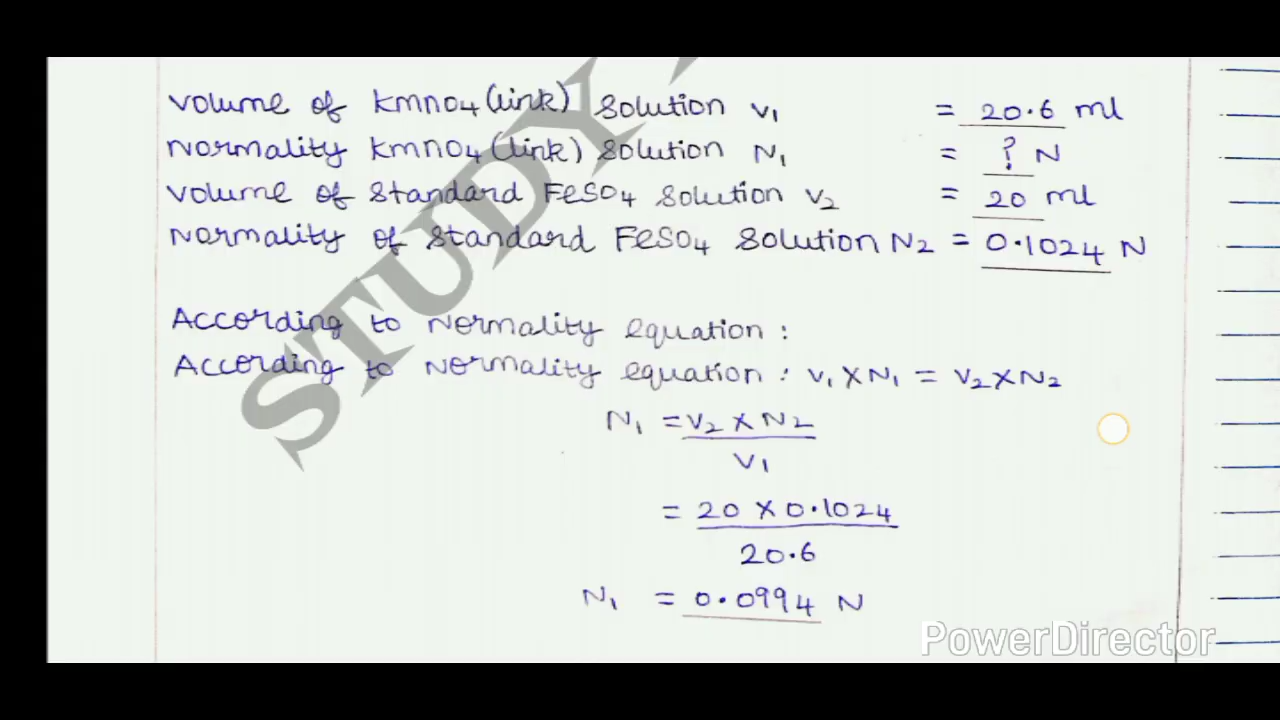 Volume of KMnO4 (link) Solution V1 = 20.6 ml
Normality KMnO4 (link) Solution N1 = ? N
Volume of Standard FeSO4 Solution V2 = 20 ml
Normality of Standard FeSO4 Solution N2 = 0.1024 N
According to Normality equation :
According to Normality equation : V1 X N1 = V2 X N2
N1 = V2 X N2
V1
= 20 X 0.1024
20.6
N1 = 0.0994 N
STUDY
PowerDirector